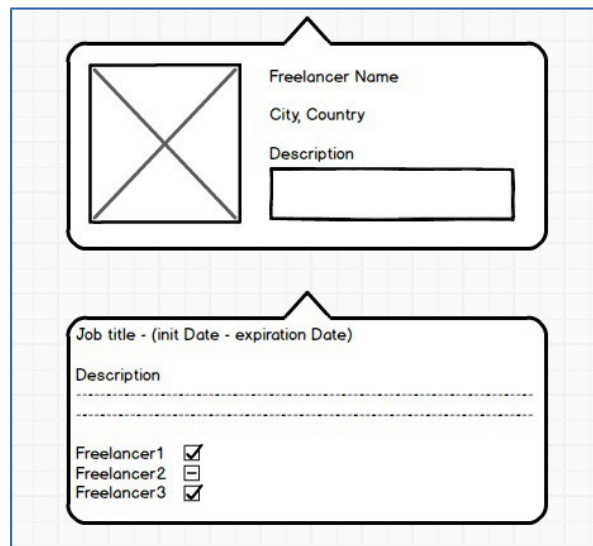 Freelancer Name
City, Country
Description
Job title - (init Date - expiration Date)
Description
Freelancer1
Freelancer2
Freelancer3